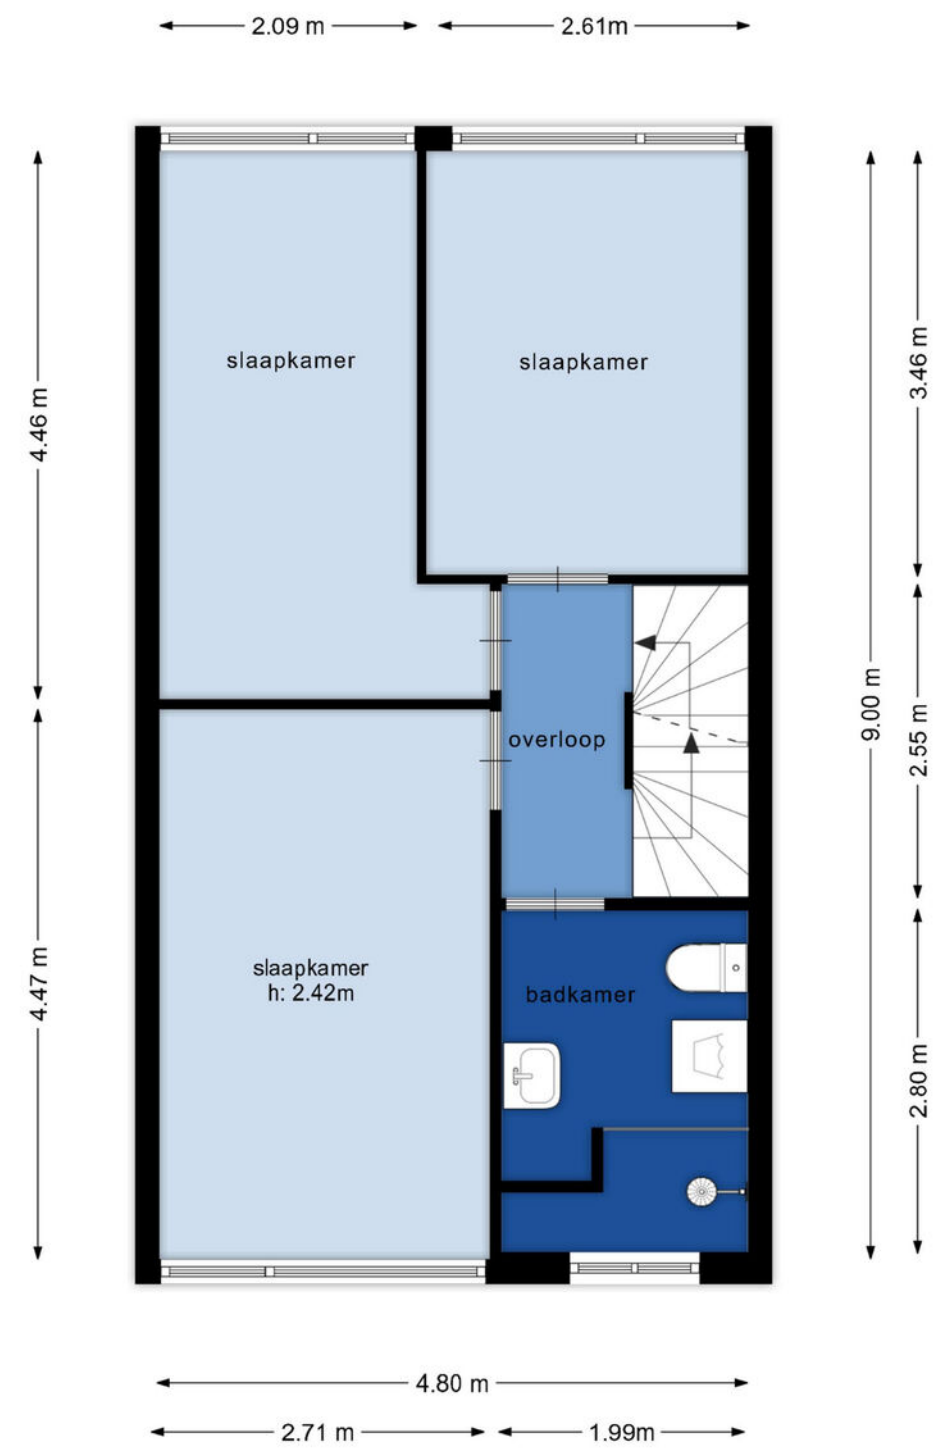 2.09 m
2.61m
4.46 m
3.46 m
slaapkamer
slaapkamer
9.00 m
2.55 m
overloop
4.47 m
slaapkamer
h: 2.42m
badkamer
2.80 m
4.80 m
2.71 m
1.99m